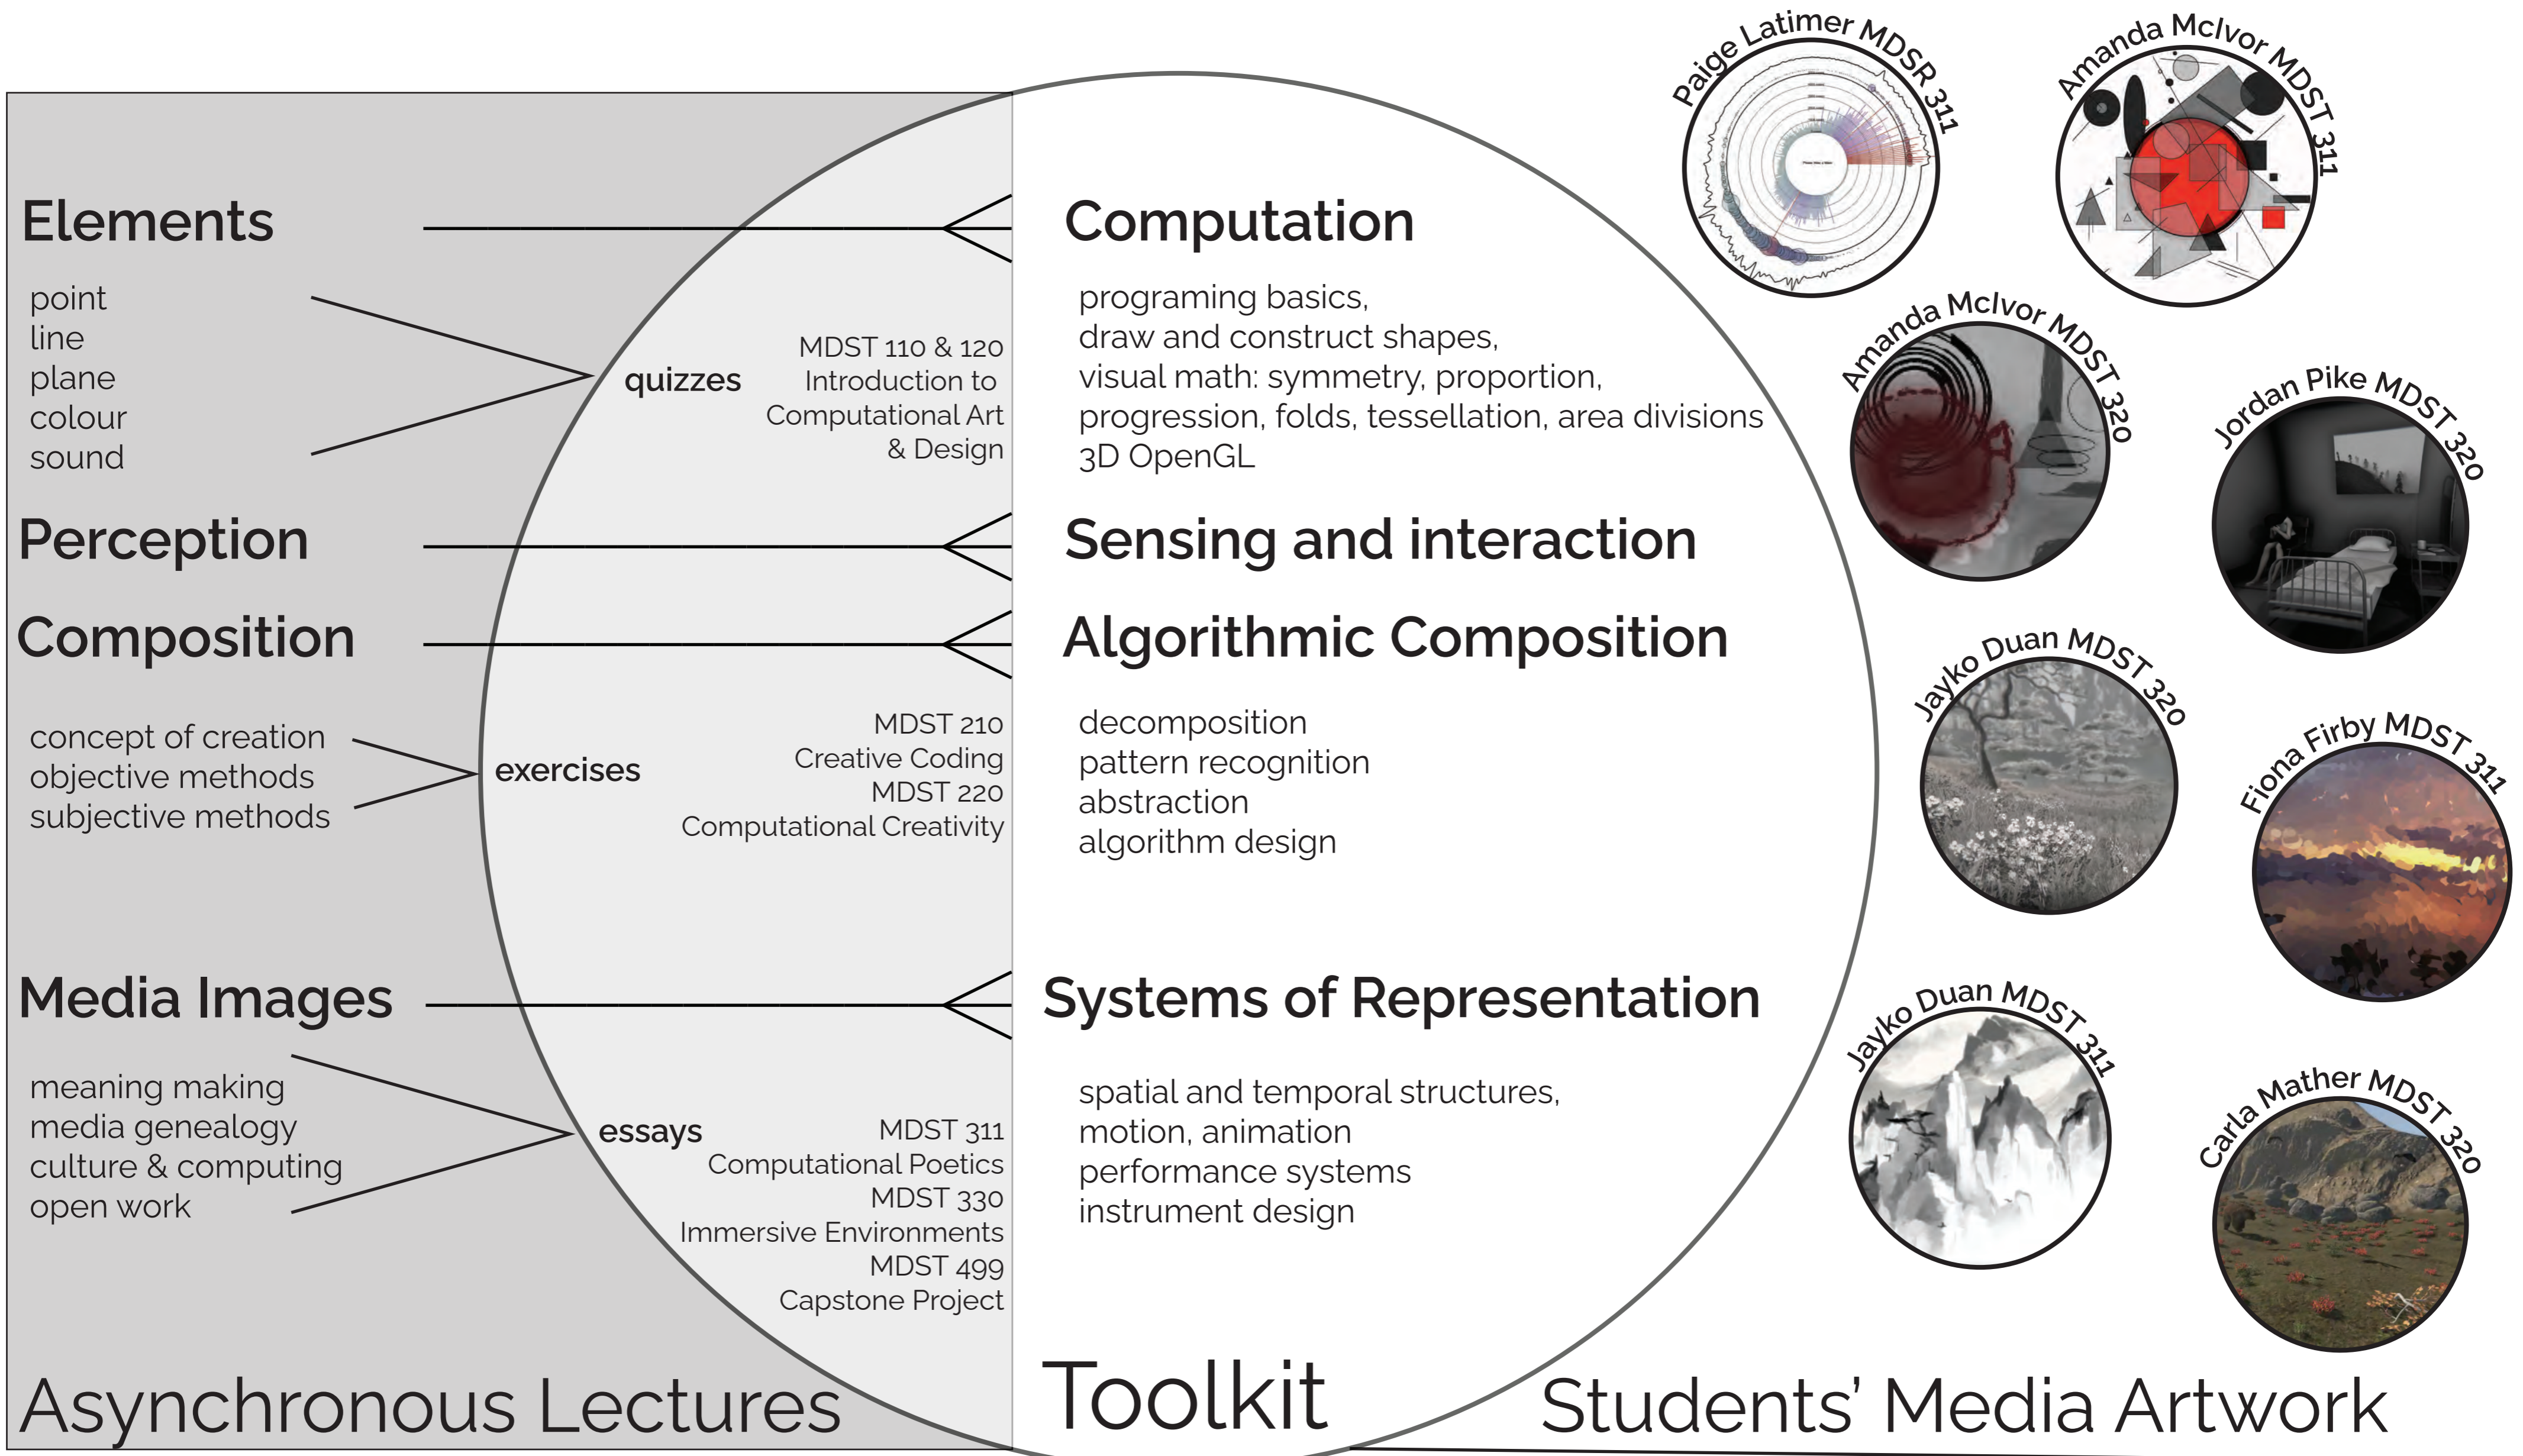 Elements
point
line
plane
colour
sound
quizzes
MDST 110 & 120
Introduction to
Computational Art
& Design
Computation
programing basics,
draw and construct shapes,
visual math: symmetry, proportion,
progression, folds, tessellation, area divisions
3D OpenGL
Perception
Sensing and interaction
Composition
Algorithmic Composition
concept of creation
objective methods
subjective methods
exercises
MDST 210
Creative Coding
MDST 220
Computational Creativity
decomposition
pattern recognition
abstraction
algorithm design
Media Images
Systems of Representation
meaning making
media genealogy
culture & computing
open work
essays
MDST 311
Computational Poetics
MDST 330
Immersive Environments
MDST 499
Capstone Project
spatial and temporal structures,
motion, animation
performance systems
instrument design
Asynchronous Lectures
Toolkit
Students’ Media Artwork
Paige Latimer MDSR 311
Amanda McIvor MDST 311
Amanda McIvor MDST 320
Jordan Pike MDST 320
Jayko Duan MDST 320
Fiona Firby MDST 311
Jayko Duan MDST 311
Carla Mather MDST 320